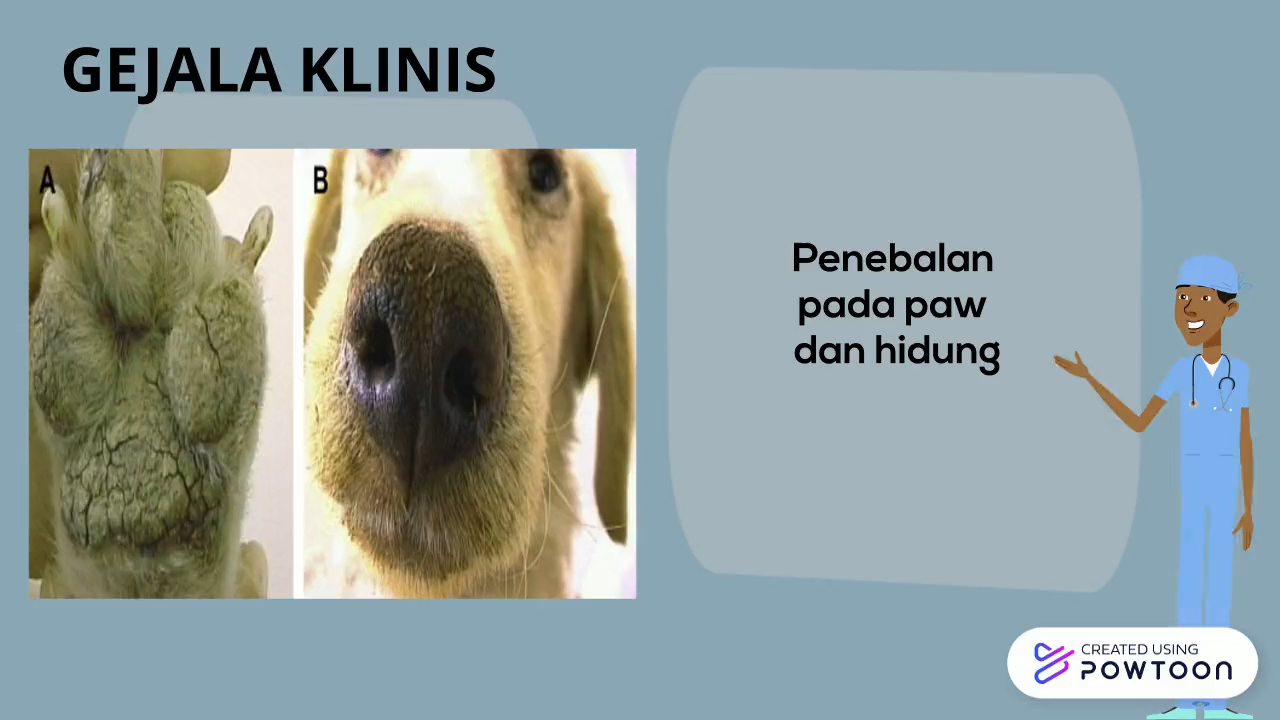 GEJALA KLINIS
A
B
Penebalan
pada paw
dan hidung
CREATED USING
POWTOON